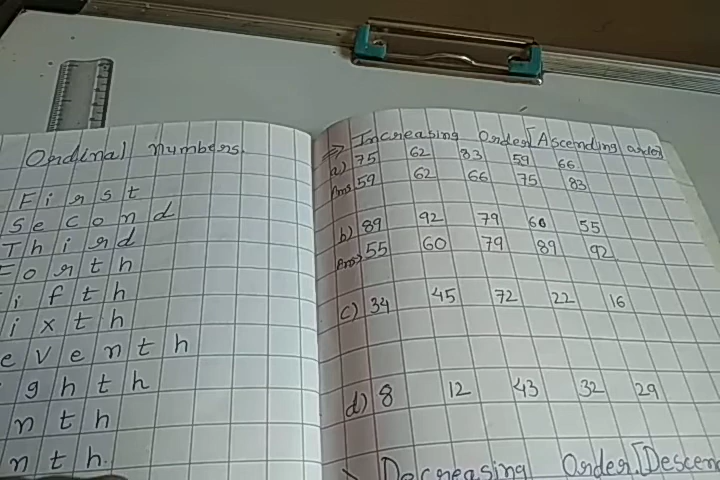 Ordinal numbers.
First
Second
Third
Forth
ifth
ixth
eventh
ghth
nth
nth.
⇒ Increasing Order[Ascending order
a) 75 62 83 59 66
Ans 59 62 66 75 83
b) 89 92 79 60 55
Ans 55 60 79 89 92
c) 34 45 72 22 16
d) 8 12 43 32 29
Decreasing Order.[Descen